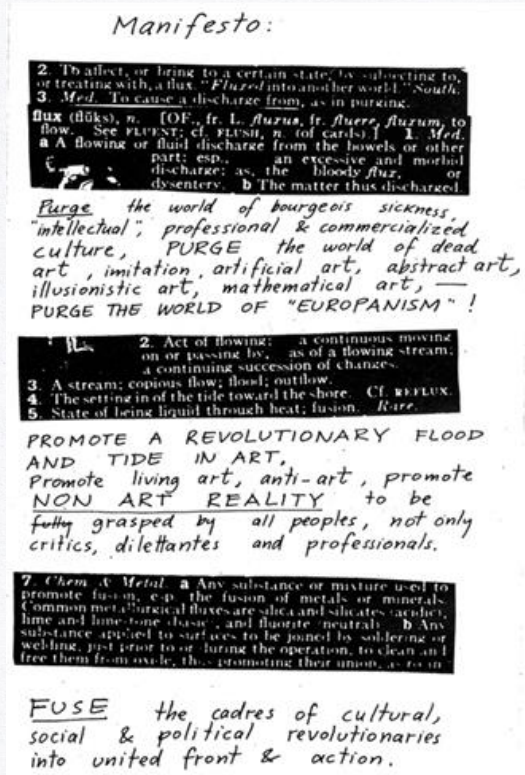 Manifesto:
2. To affect, or bring to a certain state, by subjecting to,
or treating with, a flux. "Fluxed into another world." South.
3. Med. To cause a discharge from, as in purging.
flux (flŭks), n. [OF., fr. L. fluxus, fr. fluere, fluxum, to
flow. See FLUENT; cf. FLUSH, n. (of cards).] 1. Med.
a A flowing or fluid discharge from the bowels or other
part; esp., an excessive and morbid
discharge; as, the bloody flux, or
dysentery. b The matter thus discharged.
Purge the world of bourgeois sickness,
"intellectual", professional & commercialized
culture, PURGE the world of dead
art, imitation, artificial art, abstract art,
illusionistic art, mathematical art, —
PURGE THE WORLD OF "EUROPANISM"!
2. Act of flowing: a continuous moving
on or passing by, as of a flowing stream;
a continuing succession of changes.
3. A stream; copious flow; flood; outflow.
4. The setting in of the tide toward the shore. Cf. REFLUX.
5. State of being liquid through heat; fusion. Rare.
PROMOTE A REVOLUTIONARY FLOOD
AND TIDE IN ART,
Promote living art, anti-art, promote
NON ART REALITY to be
fully grasped by all peoples, not only
critics, dilettantes and professionals.
7. Chem. & Metal. a Any substance or mixture used to
promote fusion, esp. the fusion of metals or minerals.
Common metallurgical fluxes are silica and silicates (acidic),
lime and limestone (basic), and fluorite (neutral). b Any
substance applied to surfaces to be joined by soldering or
welding, just prior to or during the operation, to clean and
free them from oxide, thus promoting their union, as rosin.
FUSE the cadres of cultural,
social & political revolutionaries
into united front & action.